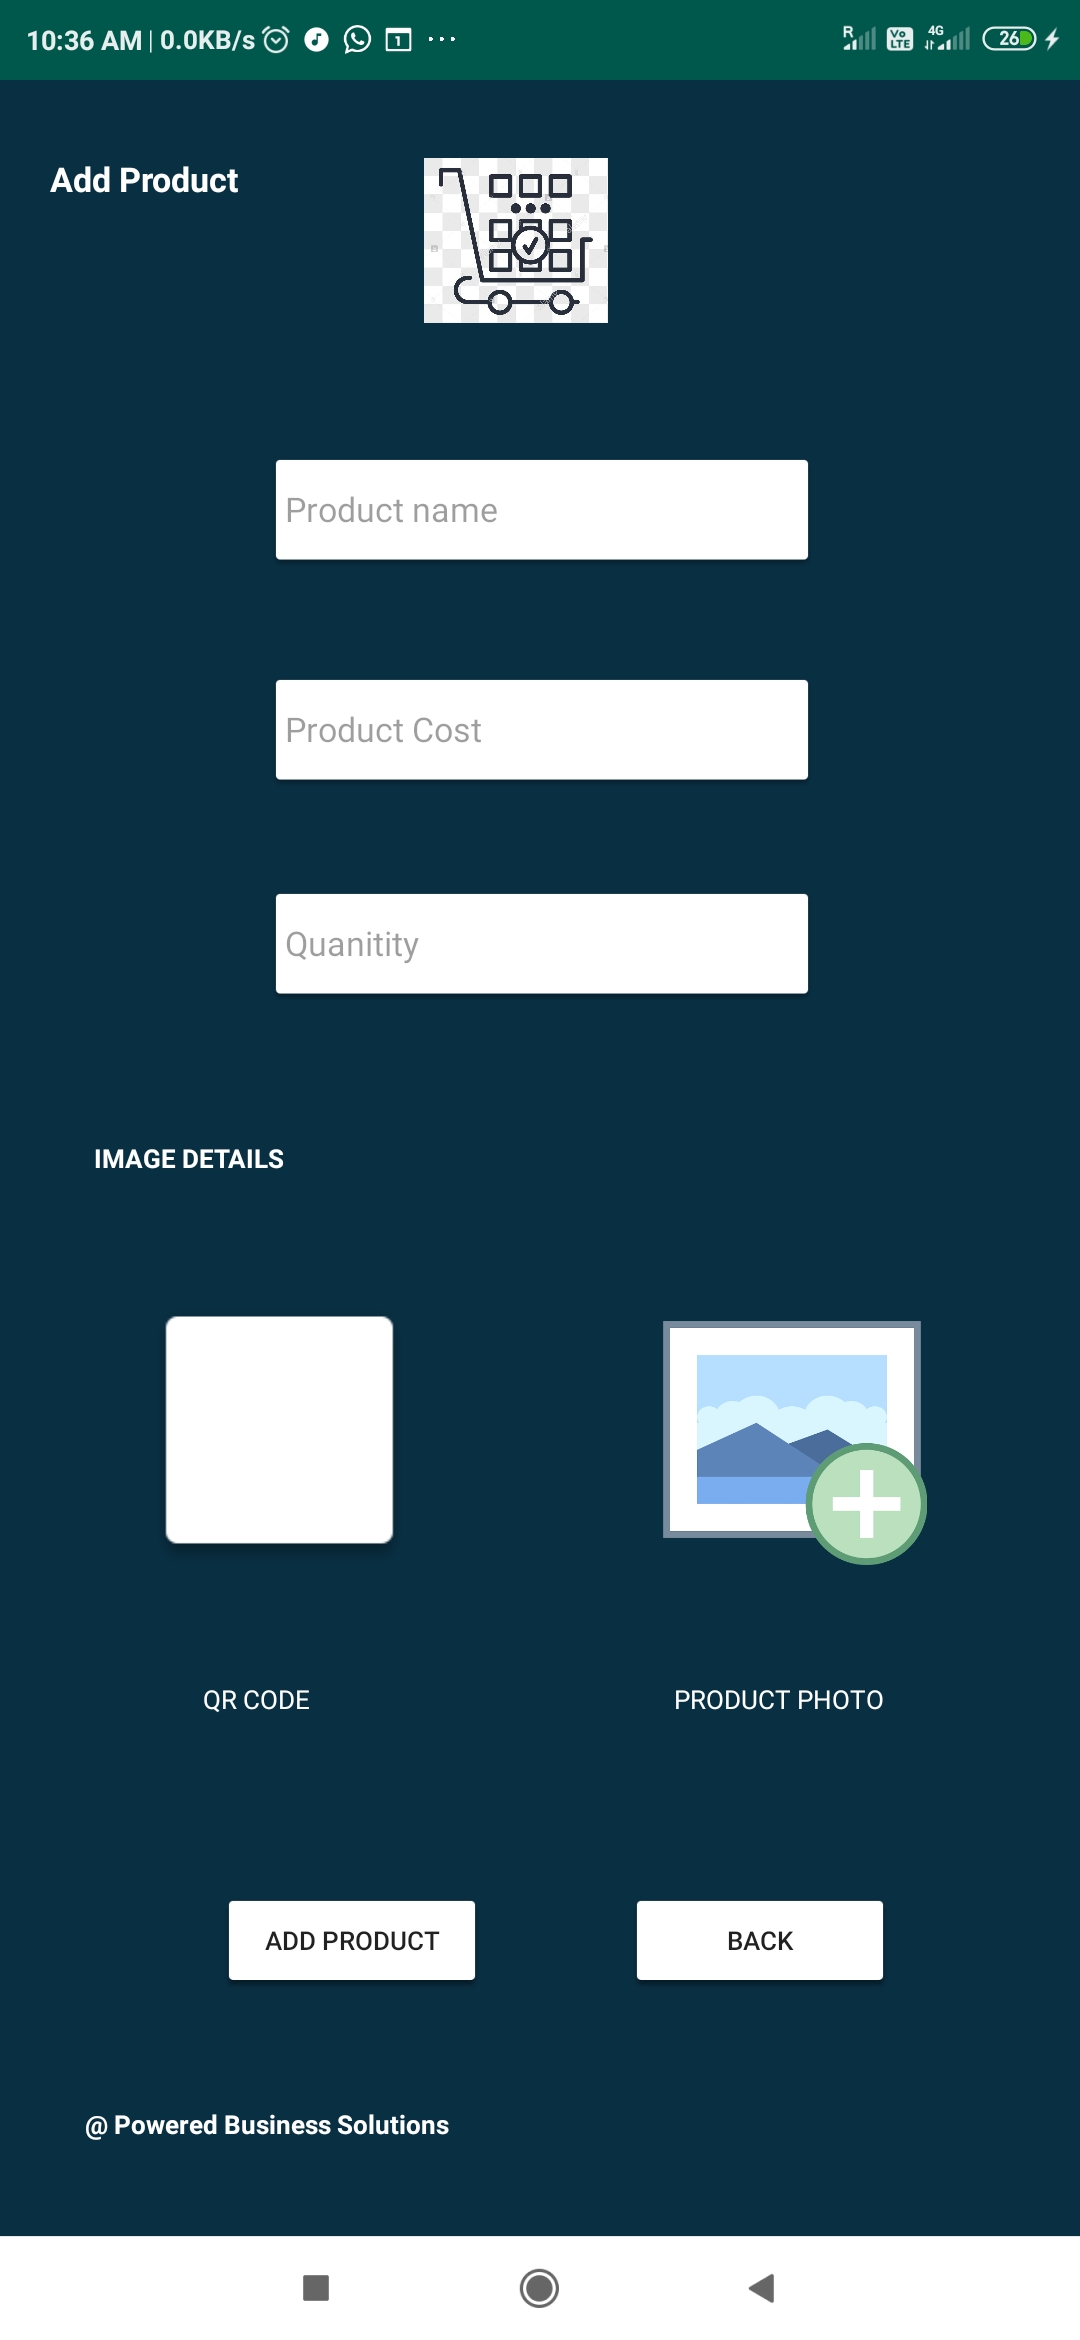 10:36 AM | 0.0KB/s 1 ... R Vo LTE 4G 26
Add Product
Product name
Product Cost
Quanitity
IMAGE DETAILS
QR CODE PRODUCT PHOTO
ADD PRODUCT BACK
@ Powered Business Solutions